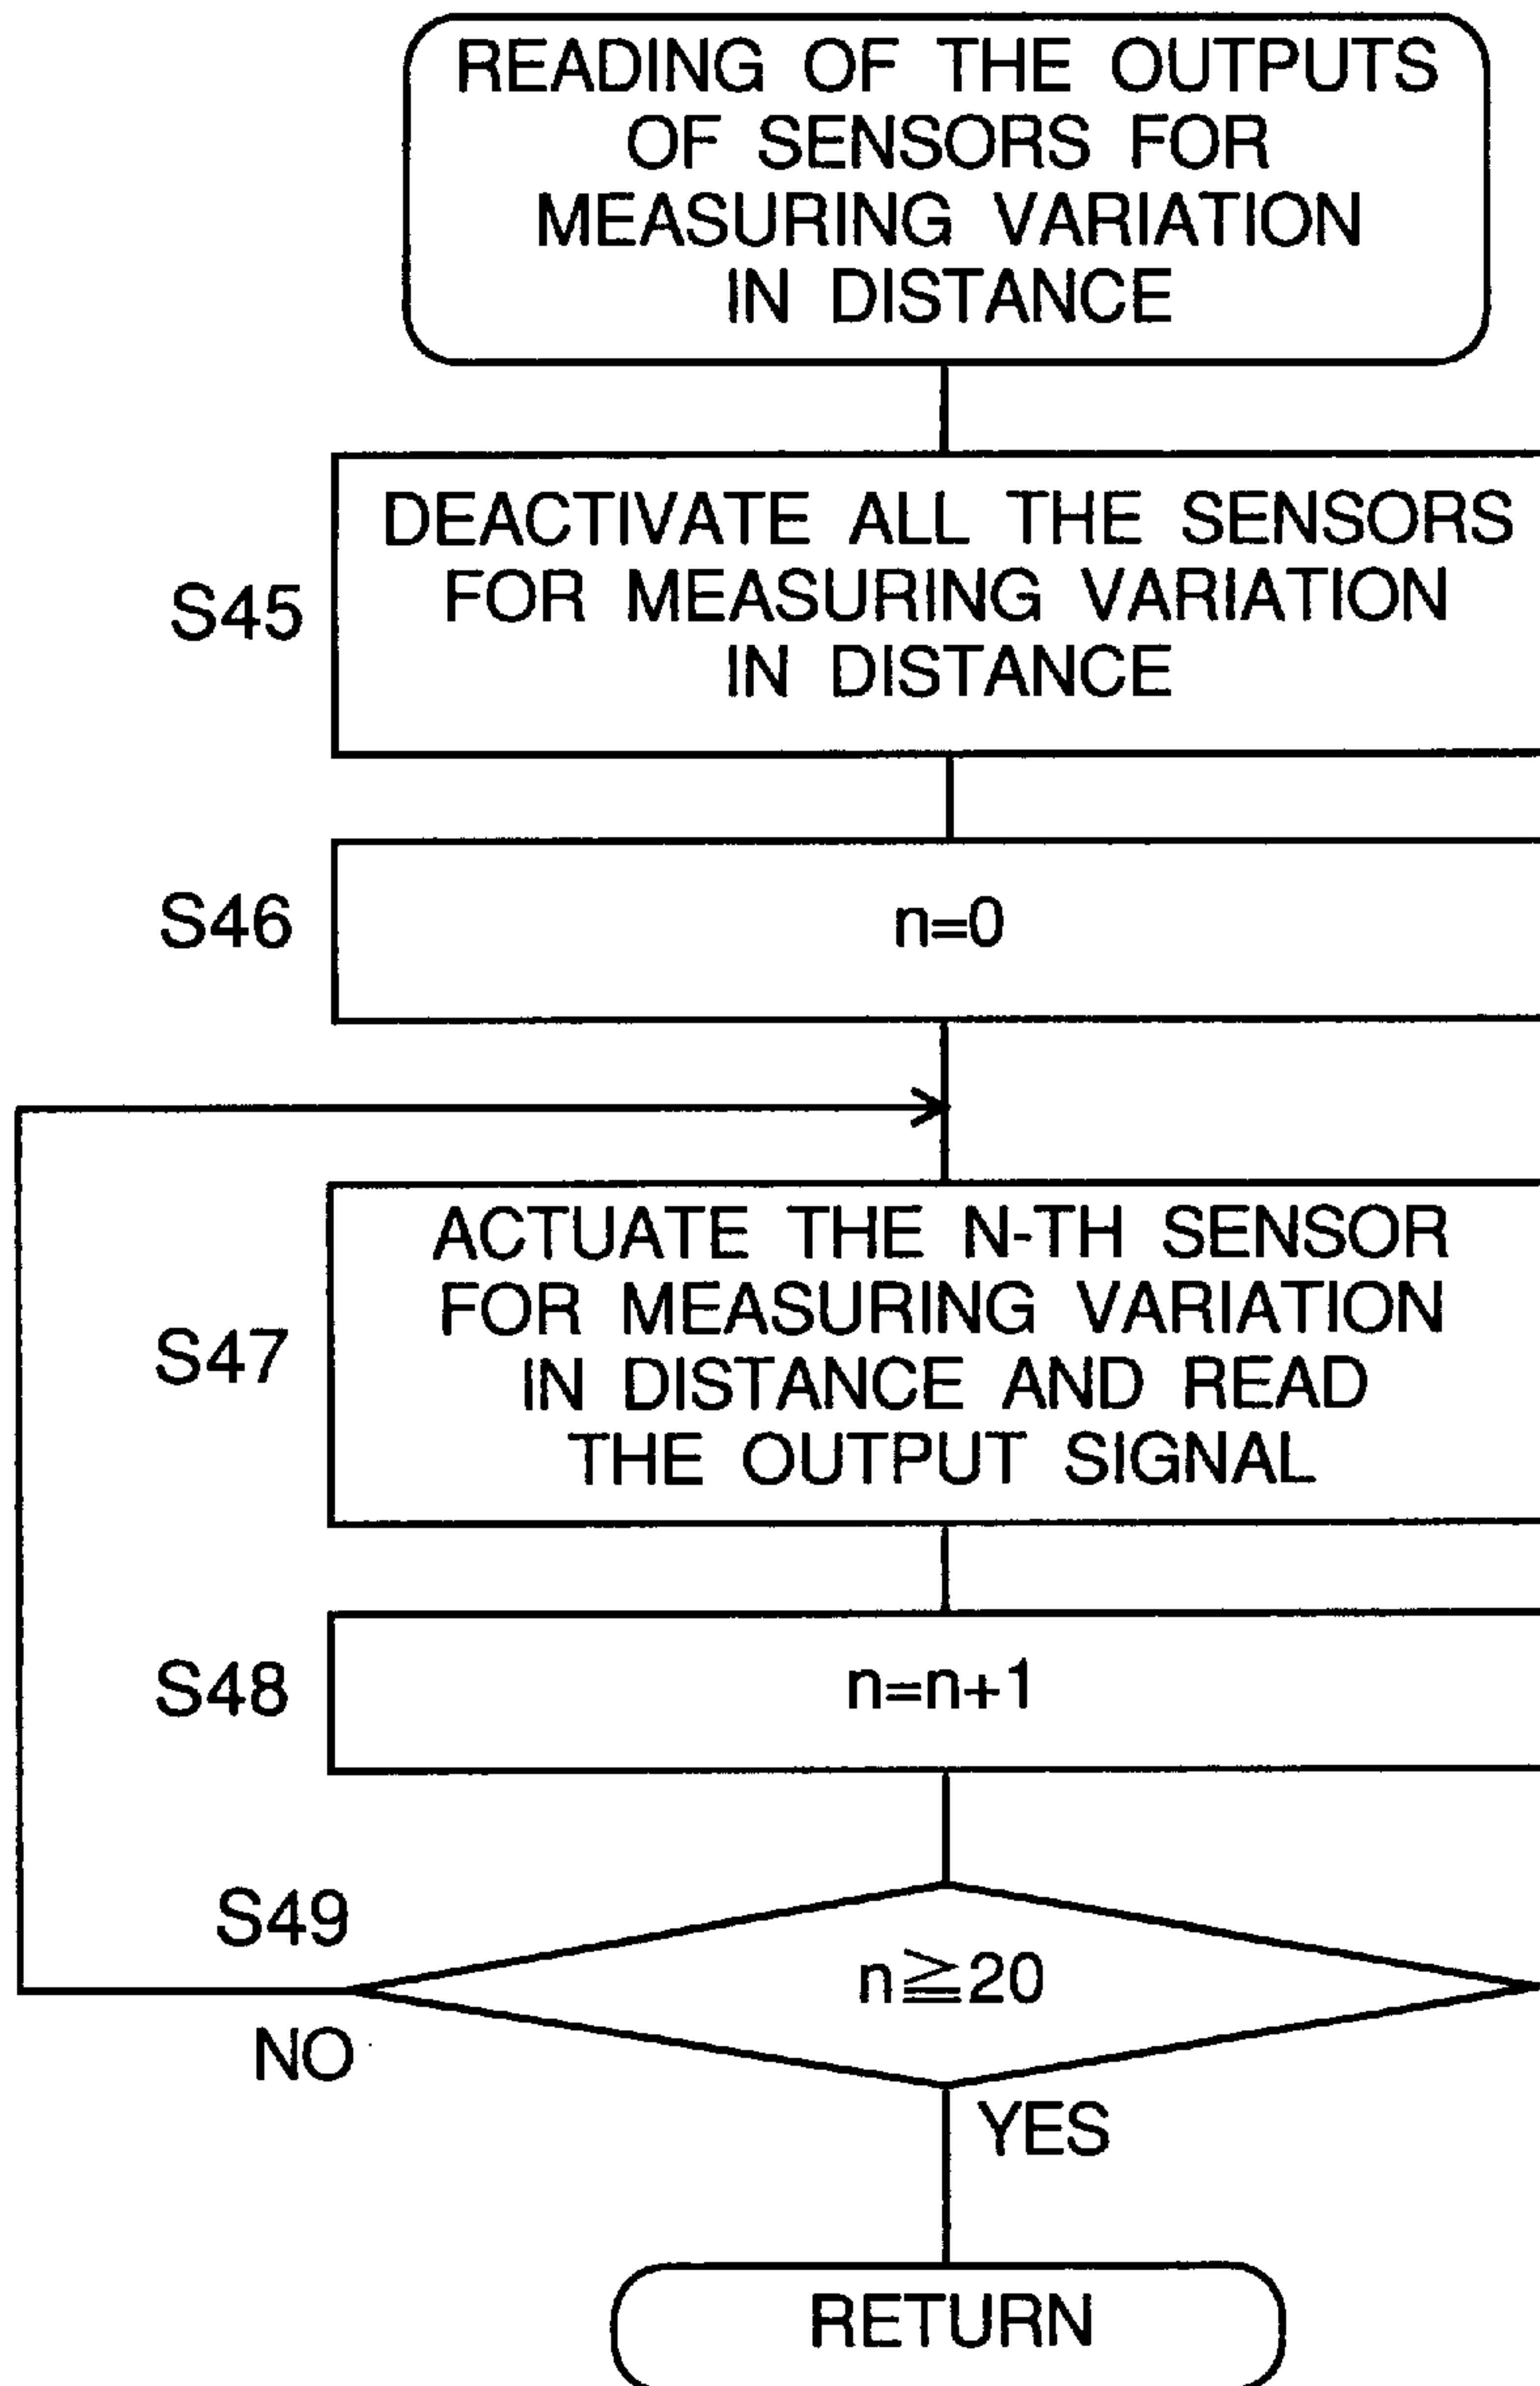 READING OF THE OUTPUTS
OF SENSORS FOR
MEASURING VARIATION
IN DISTANCE
S45
DEACTIVATE ALL THE SENSORS
FOR MEASURING VARIATION
IN DISTANCE
S46
n=0
S47
ACTUATE THE N-TH SENSOR
FOR MEASURING VARIATION
IN DISTANCE AND READ
THE OUTPUT SIGNAL
S48
n=n+1
S49
n≧20
NO
YES
RETURN